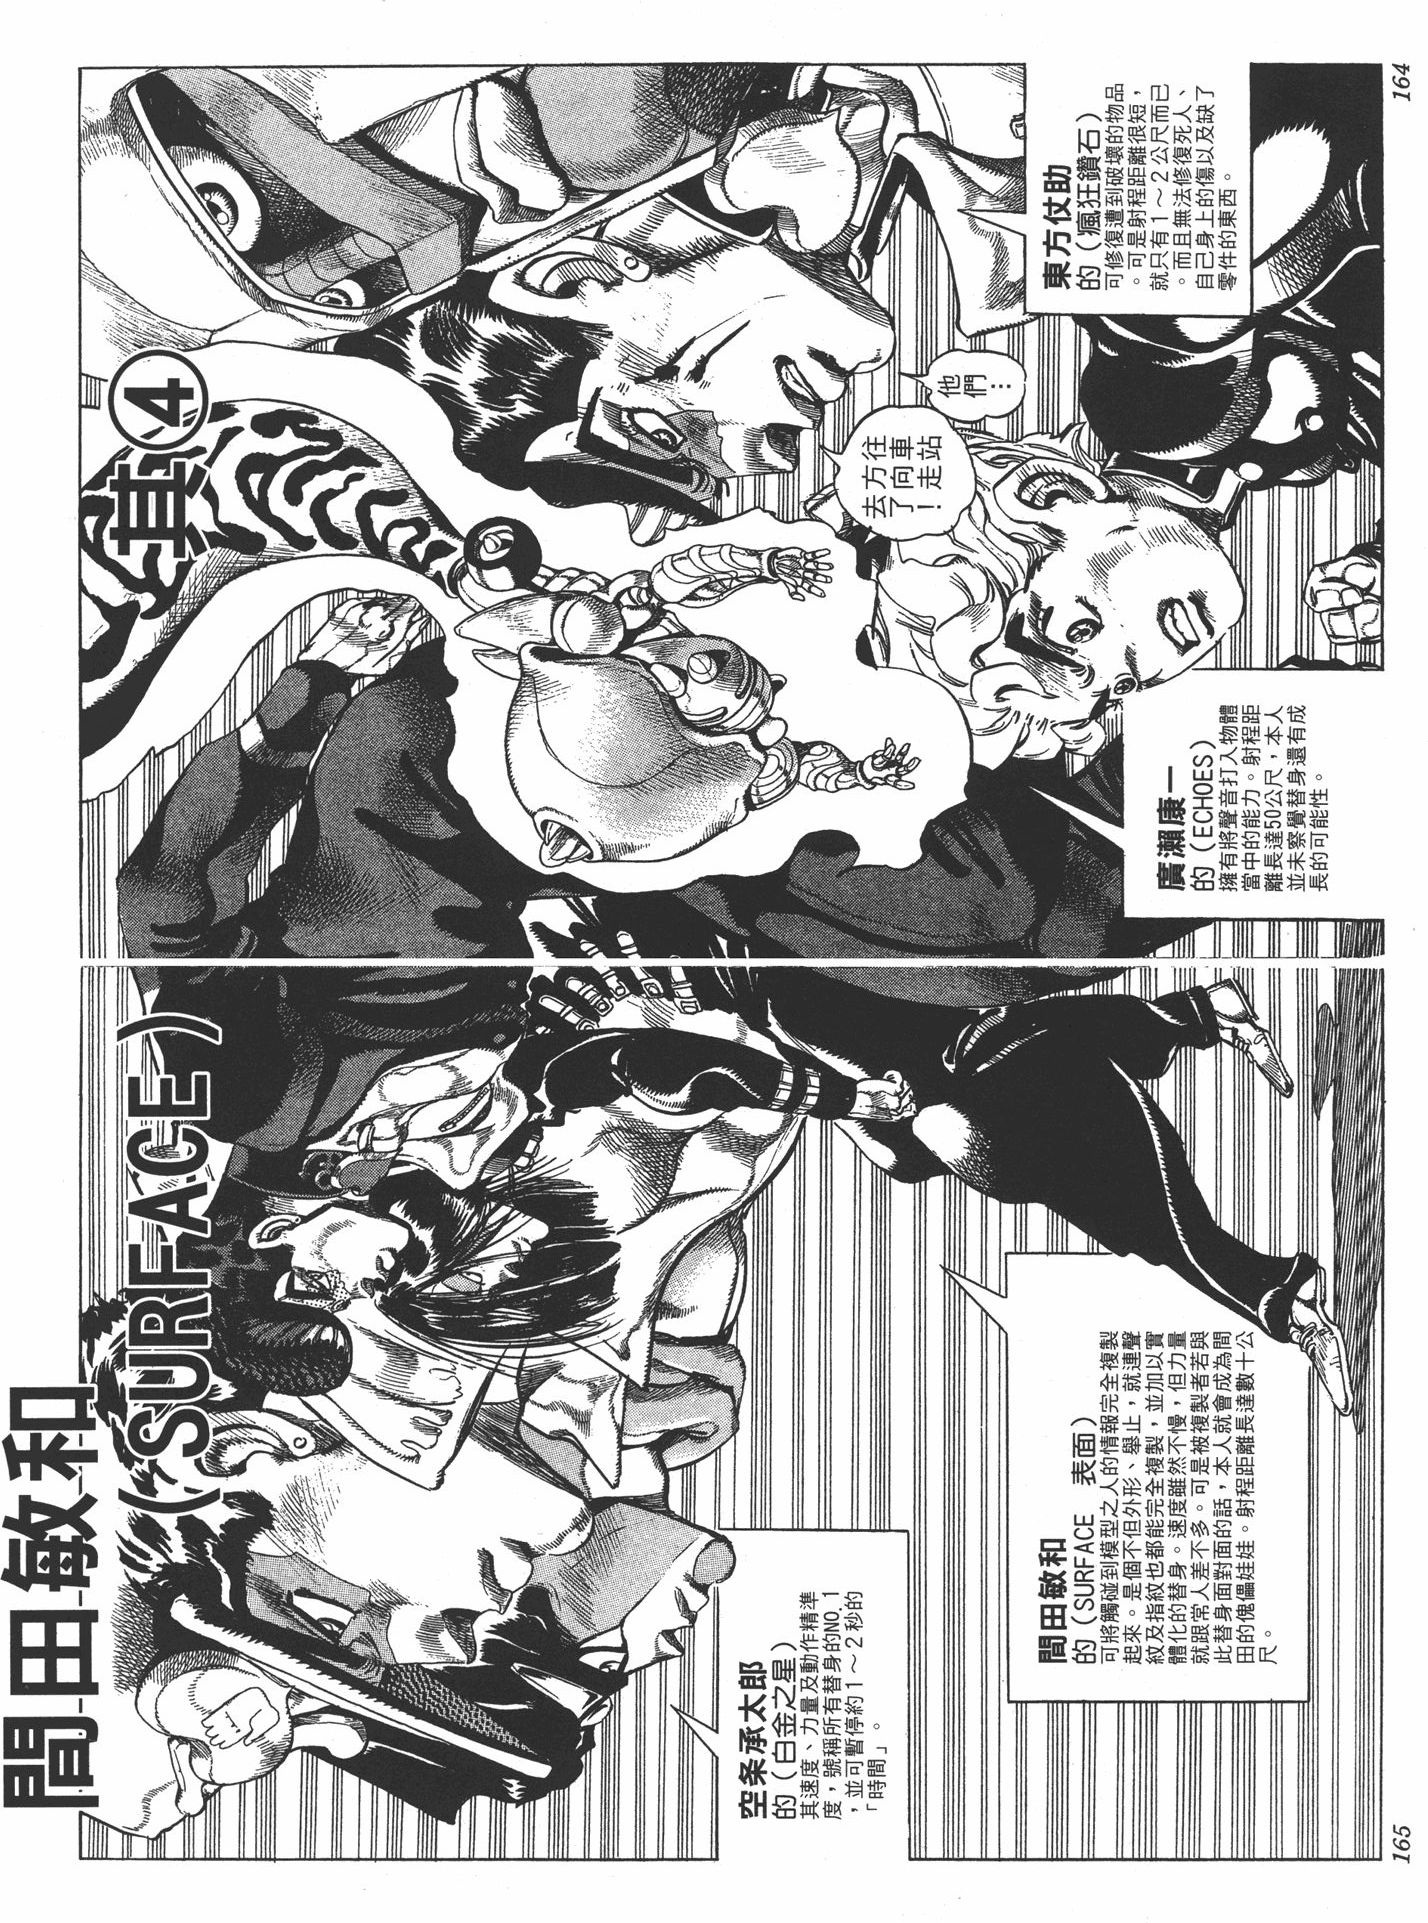 間田敏和
（SURFACE）
其④
164
東方仗助
的（瘋狂鑽石）
可修復遭到破壞的物品
。可是射程距離很短，
就只有1～2公尺而已
。而且無法修復死人、
自己身上的傷以及缺了
零件的東西。
他們…
往車站
方向走
去了！
廣瀨康一
的（ECHOES）
擁有將聲音打入物體
當中的能力。射程距
離長達50公尺，本人
並未察覺替身還有成
長的可能性。
空条承太郎
的（白金之星）
其速度、力量及動作精準
度，號稱所有替身的NO.1
，並可暫停約1～2秒的
「時間」。
間田敏和
的（SURFACE 表面）
可將觸碰到模型之人的情報完全複製
起來。是個不但外形、舉止，就連聲
紋及指紋也都能完全複製，並加以實
體化的替身。速度雖然不慢，但力量
就跟常人差不多。可是被複製者若與
此替身面對面的話，本人就會成為間
田的傀儡娃娃。射程距離長達數十公
尺。
165